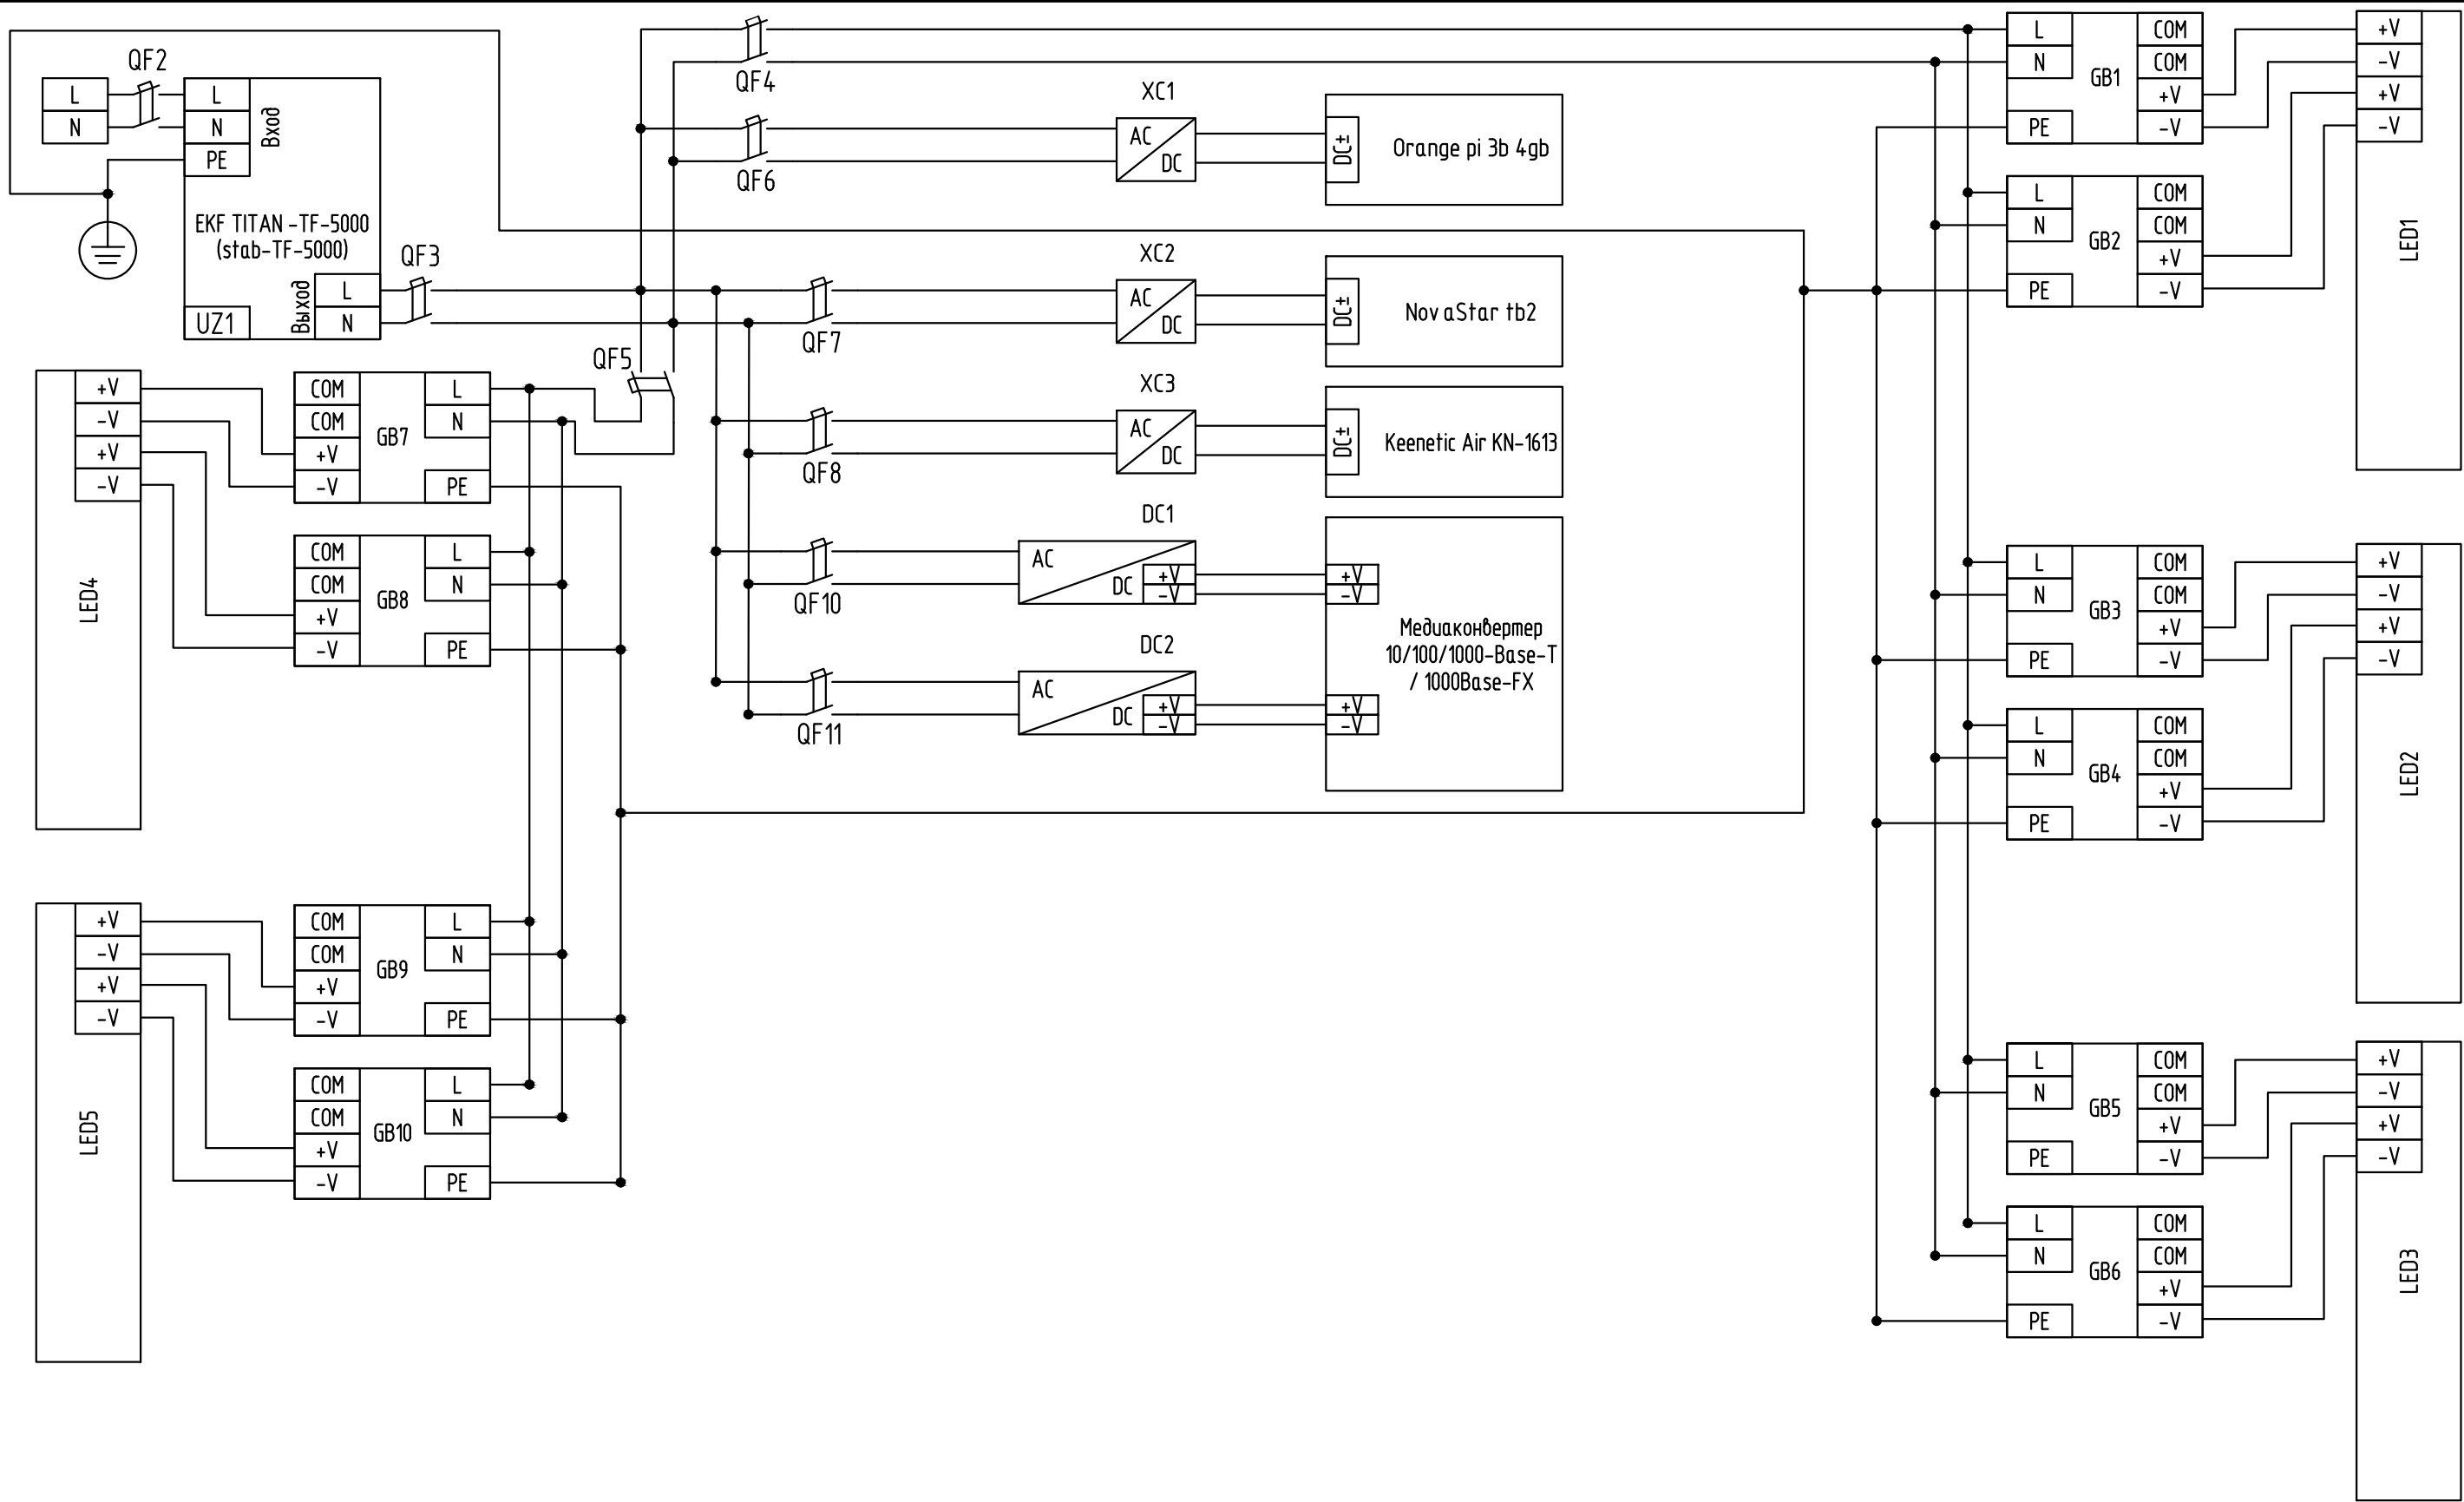 QF2
L
N
L
N
PE
Вход
EKF TITAN -TF-5000
(stab-TF-5000)
UZ1
Выход
L
N
QF3
QF4
QF6
XC1
AC
DC
DC±
Orange pi 3b 4gb
QF7
XC2
AC
DC
DC±
NovaStar tb2
QF5
QF8
XC3
AC
DC
DC±
Keenetic Air KN-1613
QF10
DC1
AC
DC
+V
-V
+V
-V
QF11
DC2
AC
DC
+V
-V
+V
-V
Медиаконвертер
10/100/1000-Base-T
/ 1000Base-FX
LED4
+V
-V
+V
-V
COM
COM
+V
-V
GB7
L
N
PE
COM
COM
+V
-V
GB8
L
N
PE
LED5
+V
-V
+V
-V
COM
COM
+V
-V
GB9
L
N
PE
COM
COM
+V
-V
GB10
L
N
PE
L
N
PE
GB1
COM
COM
+V
-V
L
N
PE
GB2
COM
COM
+V
-V
+V
-V
+V
-V
LED1
L
N
PE
GB3
COM
COM
+V
-V
L
N
PE
GB4
COM
COM
+V
-V
+V
-V
+V
-V
LED2
L
N
PE
GB5
COM
COM
+V
-V
L
N
PE
GB6
COM
COM
+V
-V
+V
-V
+V
-V
LED3